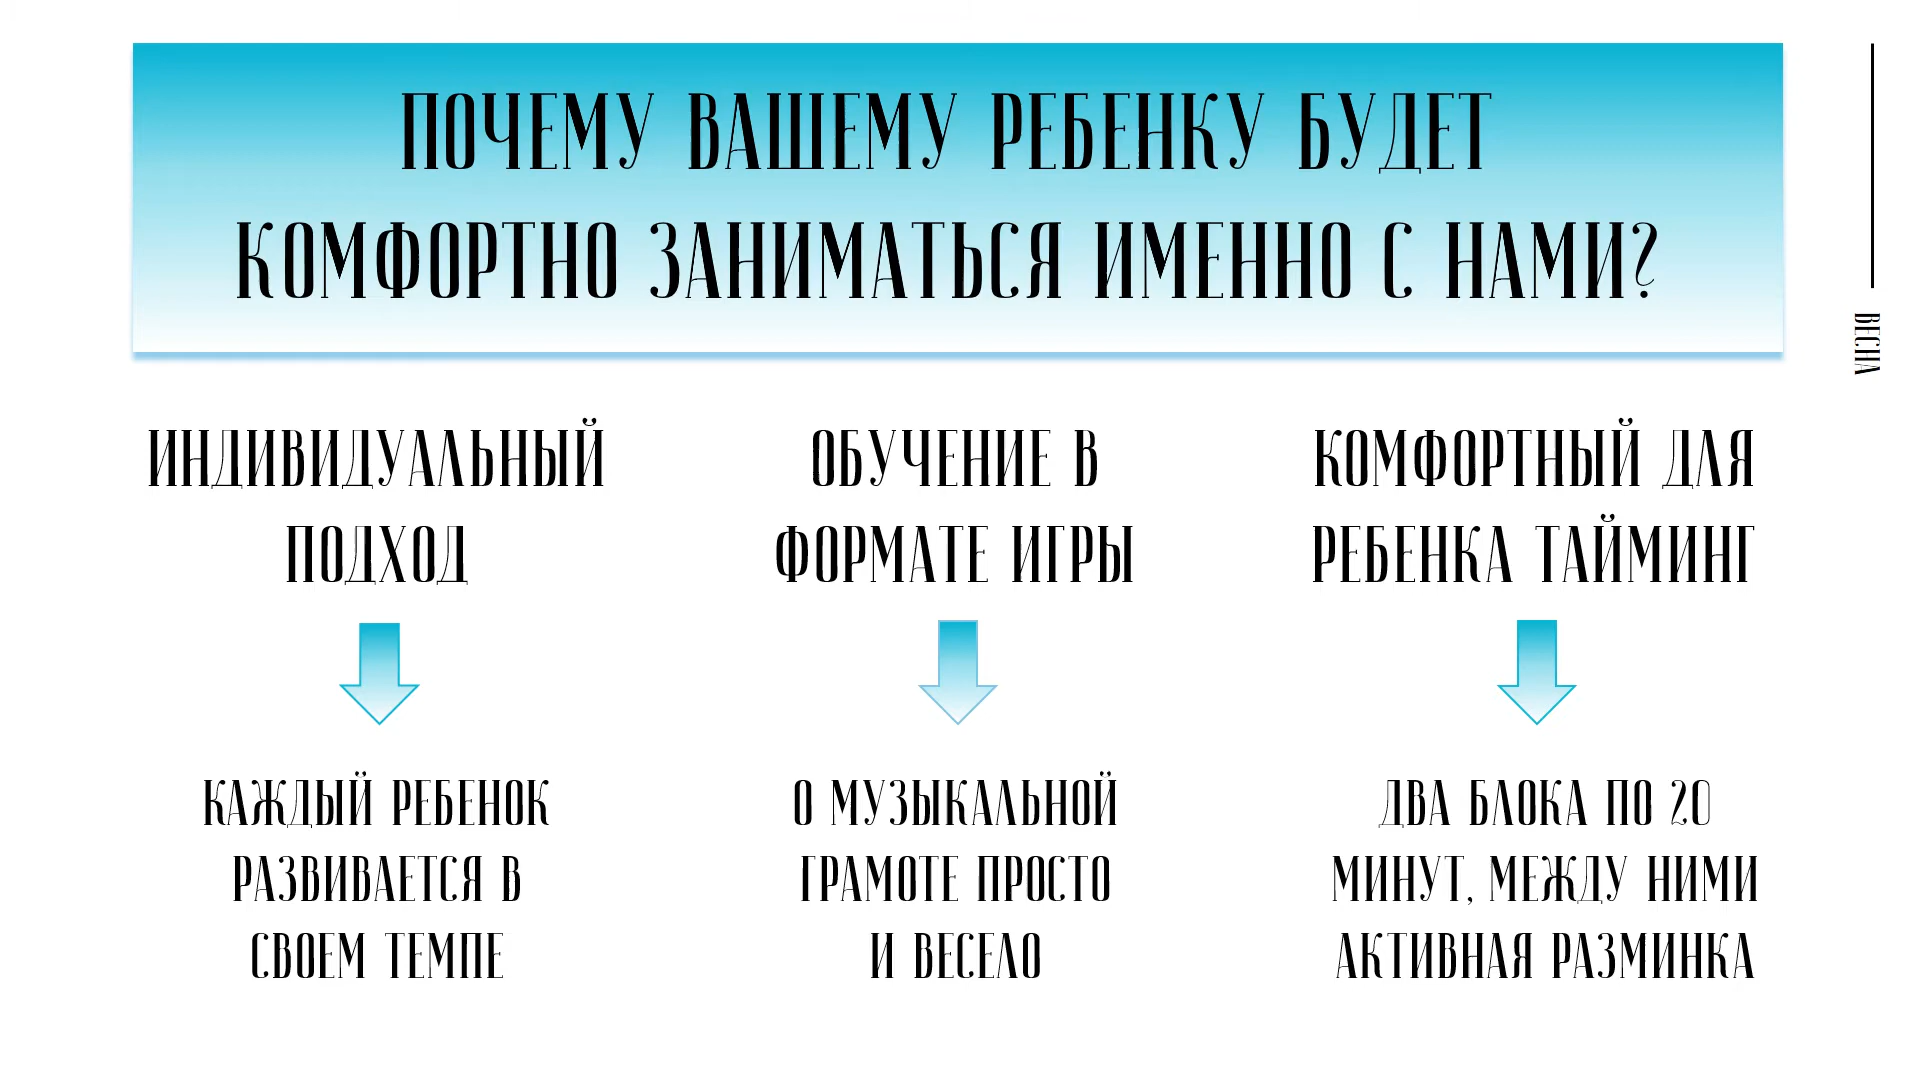 ПОЧЕМУ ВАШЕМУ РЕБЕНКУ БУДЕТ
КОМФОРТНО ЗАНИМАТЬСЯ ИМЕННО С НАМИ?
ВЕСНА
ИНДИВИДУАЛЬНЫЙ
ПОДХОД
КАЖДЫЙ РЕБЕНОК
РАЗВИВАЕТСЯ В
СВОЕМ ТЕМПЕ
ОБУЧЕНИЕ В
ФОРМАТЕ ИГРЫ
О МУЗЫКАЛЬНОЙ
ГРАМОТЕ ПРОСТО
И ВЕСЕЛО
КОМФОРТНЫЙ ДЛЯ
РЕБЕНКА ТАЙМИНГ
ДВА БЛОКА ПО 20
МИНУТ, МЕЖДУ НИМИ
АКТИВНАЯ РАЗМИНКА